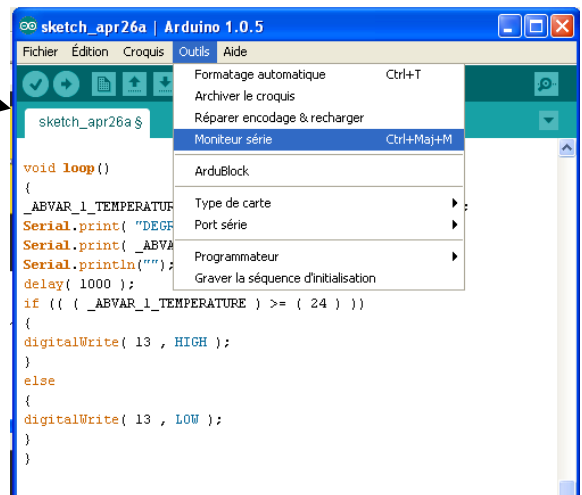 sketch_apr26a | Arduino 1.0.5
Fichier Édition Croquis Outils Aide
Formatage automatique Ctrl+T
Archiver le croquis
Réparer encodage & recharger
Moniteur série Ctrl+Maj+M
ArduBlock
Type de carte
Port série
Programmateur
Graver la séquence d'initialisation
sketch_apr26a §
void loop()
{
_ABVAR_1_TEMPERATUR ;
Serial.print( "DEGR
Serial.print( _ABVA
Serial.println("");
delay( 1000 );
if (( ( _ABVAR_1_TEMPERATURE ) >= ( 24 ) ))
{
digitalWrite( 13 , HIGH );
}
else
{
digitalWrite( 13 , LOW );
}
}